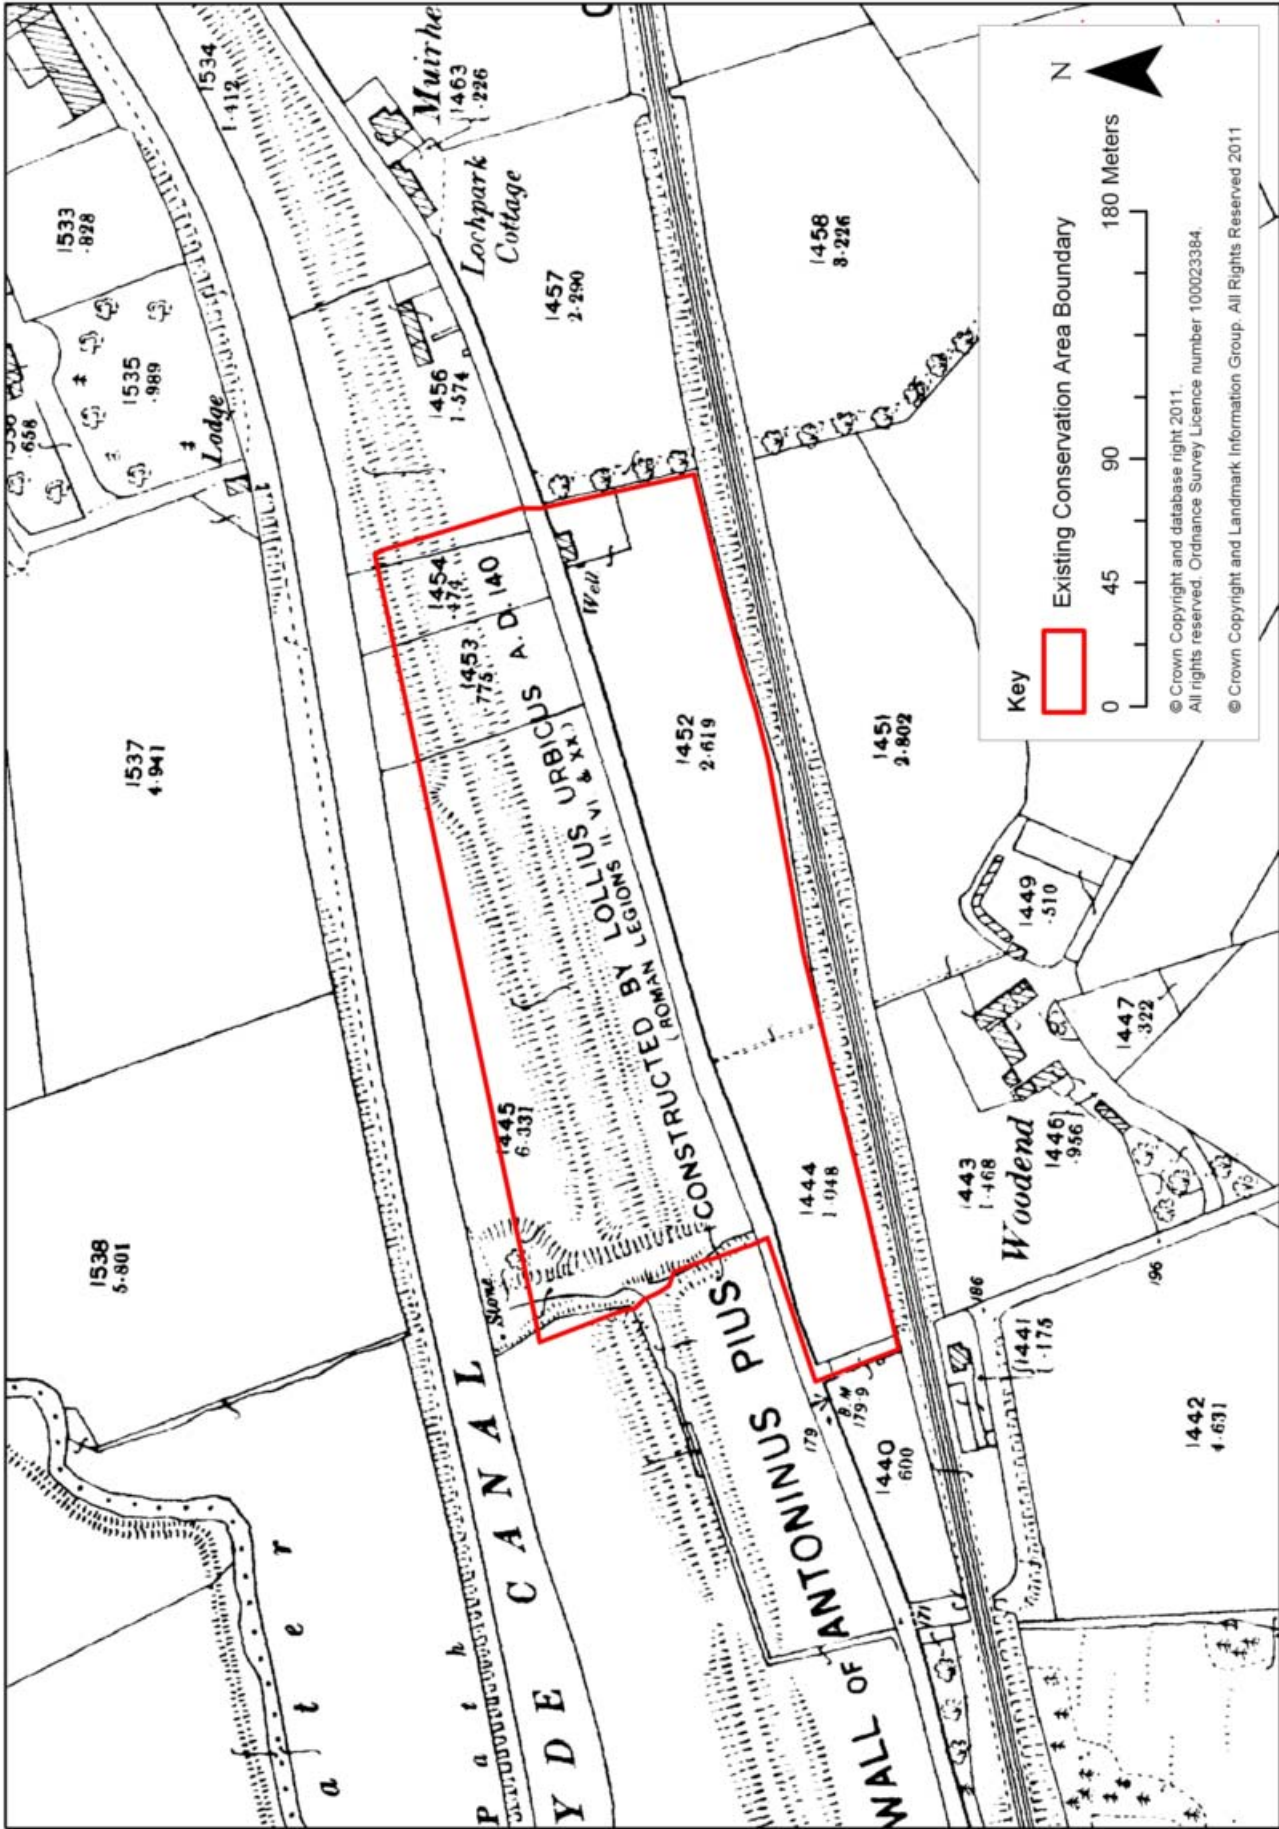 1534
1·412
Muirhe
1463
·226
1533
·828
Lochpark
Cottage
1535
·989
·658
Lodge
1457
2·290
1458
3·226
1456
1·574
1454
·474
1453
·775
Well
1537
4·941
1452
2·619
1451
2·802
1449
·510
1447
·322
1445
6·331
1446
·956
1444
1·048
1443
1·468
Woodend
1538
5·801
Stone
196
186
1441
·175
B.M
179·9
179
1440
·600
1442
4·631
171
ater
Path
YDE CANAL
WALL OF ANTONINUS PIUS CONSTRUCTED BY LOLLIUS URBICUS A.D. 140
(ROMAN LEGIONS II. VI. & XX.)
N
Key
Existing Conservation Area Boundary
0 45 90 180 Meters
© Crown Copyright and database right 2011.
All rights reserved. Ordnance Survey Licence number 100023384.
© Crown Copyright and Landmark Information Group. All Rights Reserved 2011